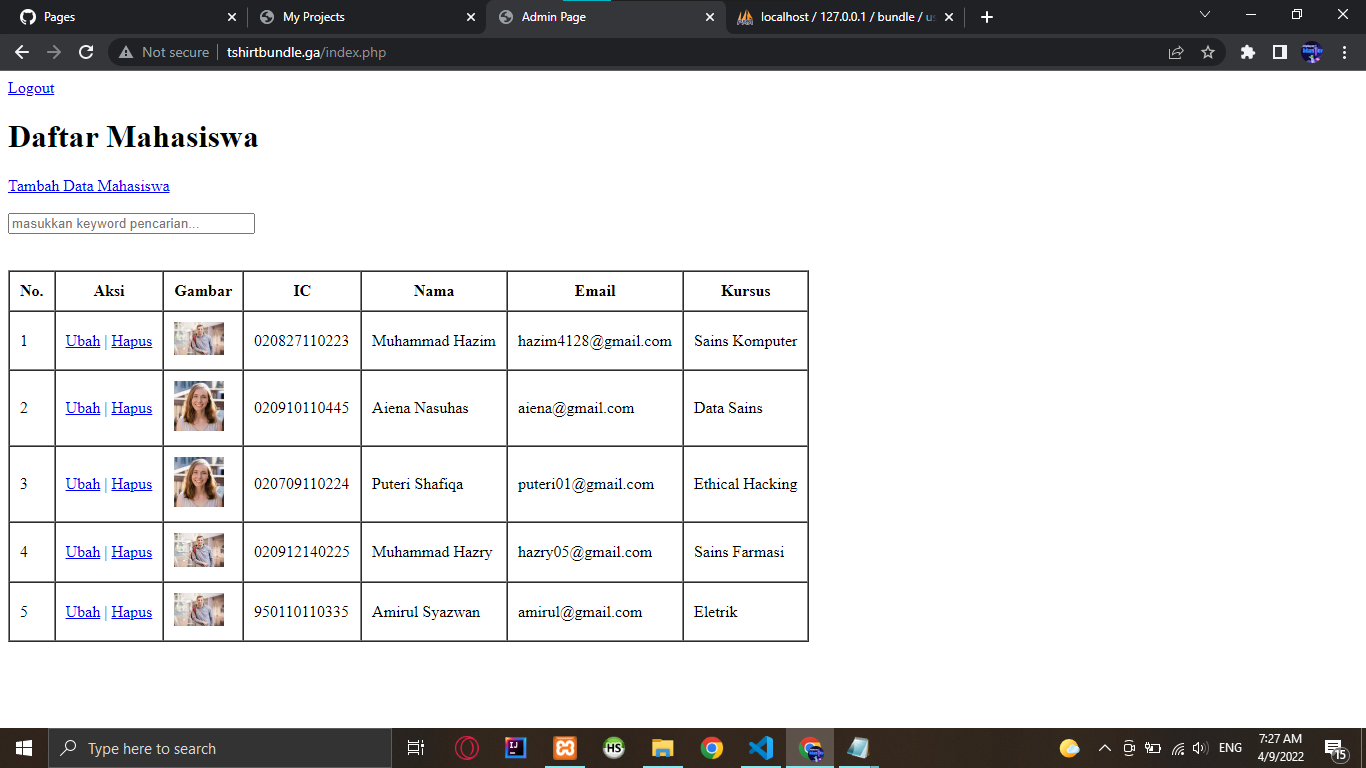 Pages
My Projects
Admin Page
localhost / 127.0.0.1 / bundle / us
Not secure
tshirtbundle.ga/index.php
Logout
Daftar Mahasiswa
Tambah Data Mahasiswa
masukkan keyword pencarian...
No. Aksi Gambar IC Nama Email Kursus
1 Ubah | Hapus 020827110223 Muhammad Hazim hazim4128@gmail.com Sains Komputer
2 Ubah | Hapus 020910110445 Aiena Nasuhas aiena@gmail.com Data Sains
3 Ubah | Hapus 020709110224 Puteri Shafiqa puteri01@gmail.com Ethical Hacking
4 Ubah | Hapus 020912140225 Muhammad Hazry hazry05@gmail.com Sains Farmasi
5 Ubah | Hapus 950110110335 Amirul Syazwan amirul@gmail.com Eletrik
Type here to search
IJ
HS
ENG
7:27 AM
4/9/2022
15